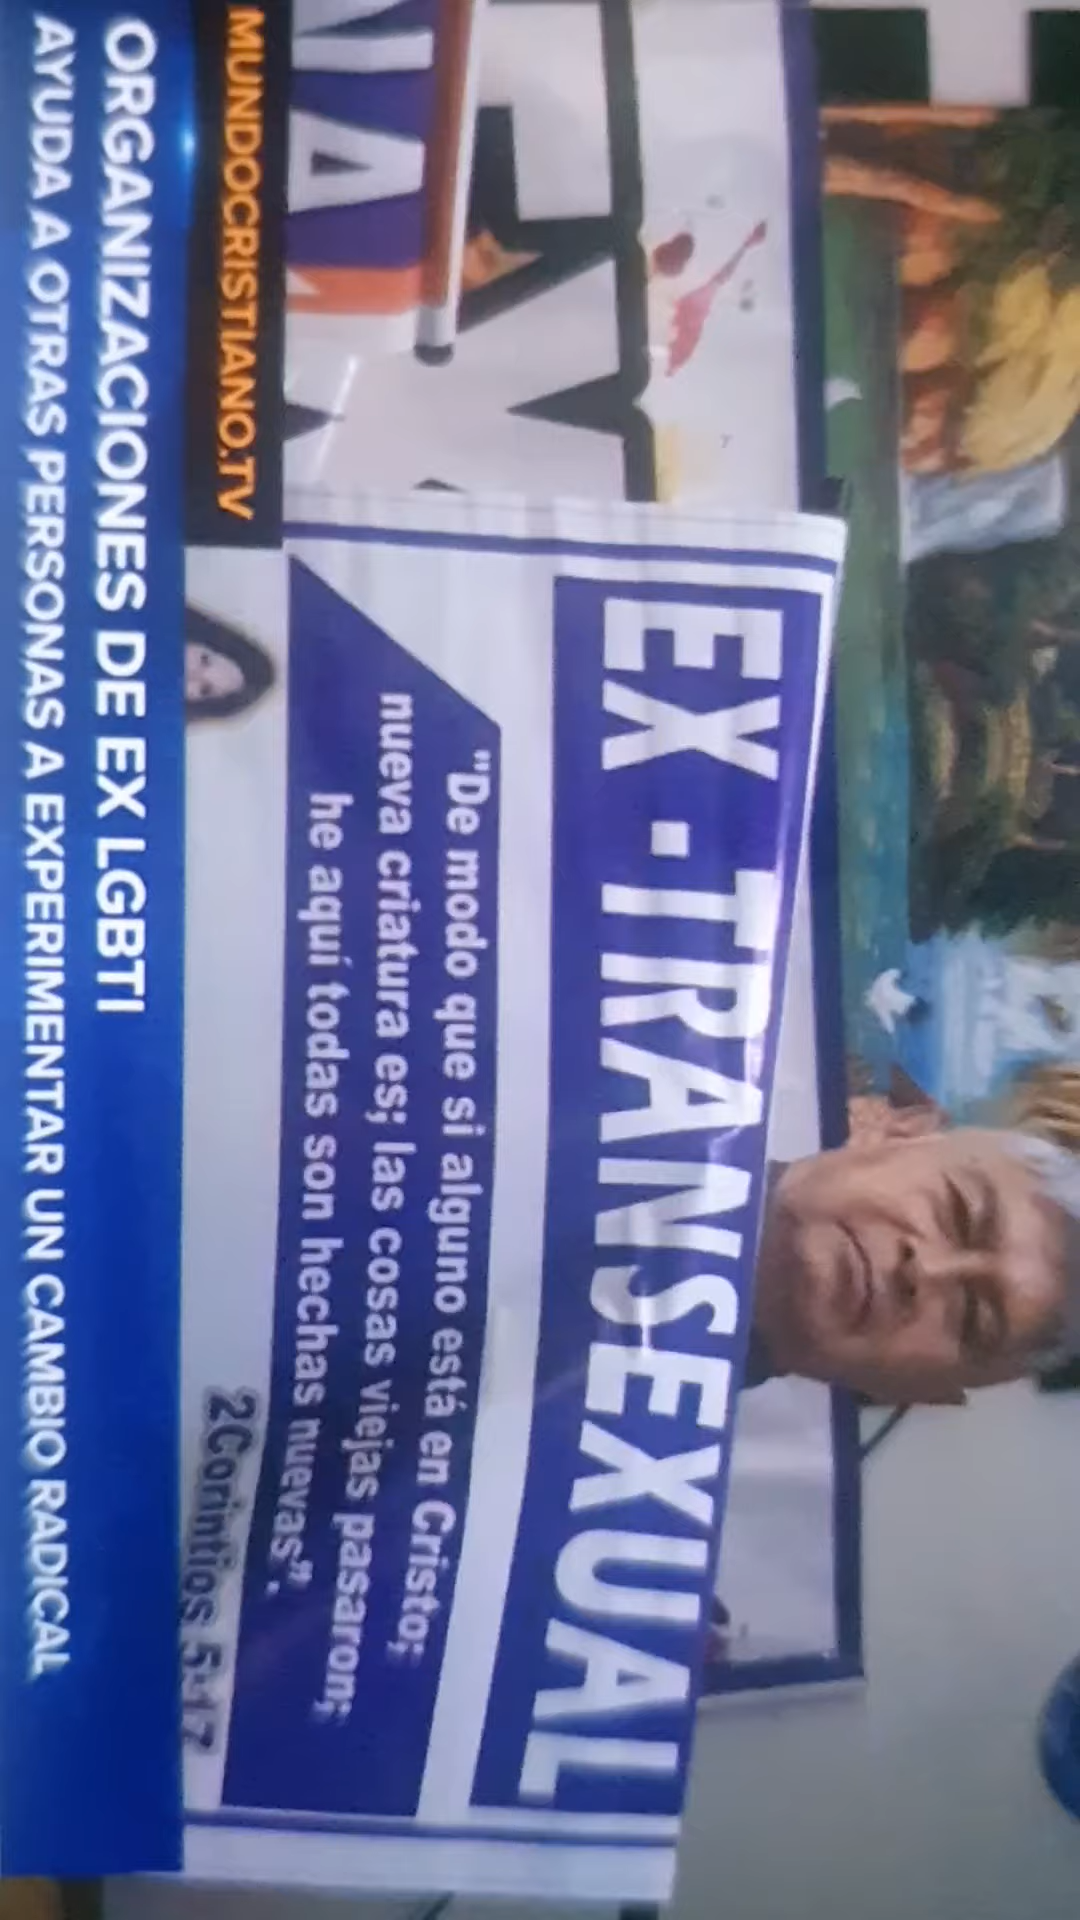 EX-TRANSEXUAL
"De modo que si alguno está en Cristo;
nueva criatura es; las cosas viejas pasaron;
he aquí todas son hechas nuevas".
2Corintios 5:17
MUNDOCRISTIANO.TV
ORGANIZACIONES DE EX LGBTI
AYUDA A OTRAS PERSONAS A EXPERIMENTAR UN CAMBIO RADICAL